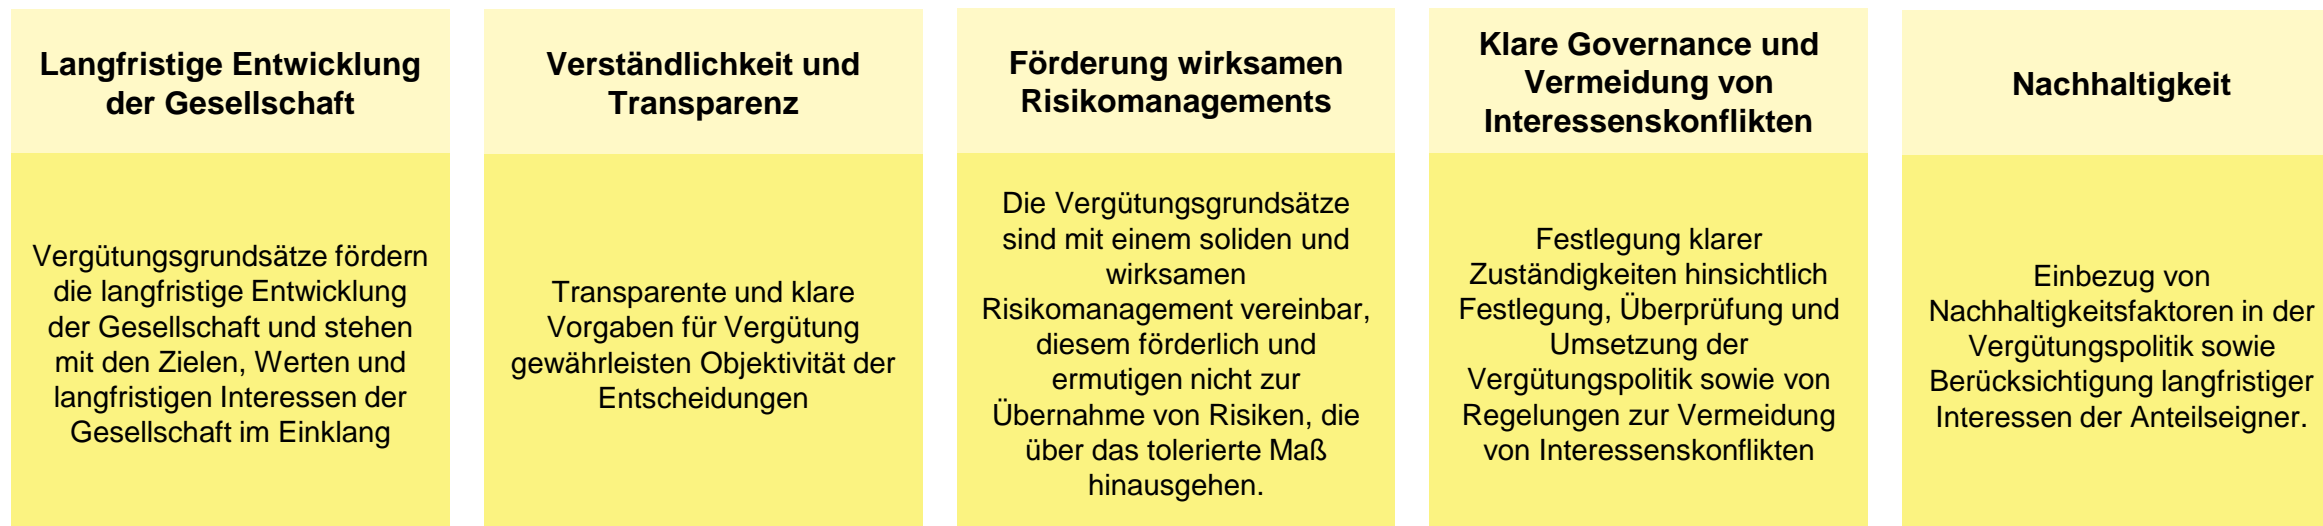 Langfristige Entwicklung
der Gesellschaft
Vergütungsgrundsätze fördern
die langfristige Entwicklung
der Gesellschaft und stehen
mit den Zielen, Werten und
langfristigen Interessen der
Gesellschaft im Einklang
Verständlichkeit und
Transparenz
Transparente und klare
Vorgaben für Vergütung
gewährleisten Objektivität der
Entscheidungen
Förderung wirksamen
Risikomanagements
Die Vergütungsgrundsätze
sind mit einem soliden und
wirksamen
Risikomanagement vereinbar,
diesem förderlich und
ermutigen nicht zur
Übernahme von Risiken, die
über das tolerierte Maß
hinausgehen.
Klare Governance und
Vermeidung von
Interessenskonflikten
Festlegung klarer
Zuständigkeiten hinsichtlich
Festlegung, Überprüfung und
Umsetzung der
Vergütungspolitik sowie von
Regelungen zur Vermeidung
von Interessenskonflikten
Nachhaltigkeit
Einbezug von
Nachhaltigkeitsfaktoren in der
Vergütungspolitik sowie
Berücksichtigung langfristiger
Interessen der Anteilseigner.